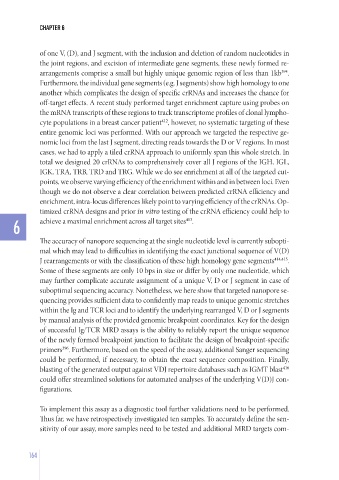 CHAPTER 6
of one V, (D), and J segment, with the inclusion and deletion of random nucleotides in
the joint regions, and excision of intermediate gene segments, these newly formed re-
arrangements comprise a small but highly unique genomic region of less than 1kb
Furthermore, the individual gene segments (e.g. J segments) show high homology to one
another which complicates the design of specific crRNAs and increases the chance for
off-target effects. A recent study performed target enrichment capture using probes on
the mRNA transcripts of these regions to track transcriptome profiles of clonal lympho-
cyte populations in a breast cancer patient, however, no systematic targeting of these
entire genomic loci was performed. With our approach we targeted the respective ge-
nomic loci from the last J segment, directing reads towards the D or V regions. In most
cases, we had to apply a tiled crRNA approach to uniformly span this whole stretch. In
total we designed 20 crRNAs to comprehensively cover all J regions of the IGH, IGL,
IGK, TRA, TRB, TRD and TRG. While we do see enrichment at all of the targeted cut-
points, we observe varying efficiency of the enrichment within and in between loci. Even
though we do not observe a clear correlation between predicted crRNA efficiency and
enrichment, intra-locus differences likely point to varying efficiency of the crRNAs. Op-
timized crRNA designs and prior in vitro testing of the crRNA efficiency could help to
achieve a maximal enrichment across all target sites.
6
The accuracy of nanopore sequencing at the single nucleotide level is currently subopti-
mal which may lead to difficulties in identifying the exact junctional sequence of V(D)
J rearrangements or with the classification of these high homology gene segments.
Some of these segments are only 10 bps in size or differ by only one nucleotide, which
may further complicate accurate assignment of a unique V, D or J segment in case of
suboptimal sequencing accuracy. Nonetheless, we here show that targeted nanopore se-
quencing provides sufficient data to confidently map reads to unique genomic stretches
within the Ig and TCR loci and to identify the underlying rearranged V, D or J segments
by manual analysis of the provided genomic breakpoint coordinates. Key for the design
of successful Ig/TCR MRD assays is the ability to reliably report the unique sequence
of the newly formed breakpoint junction to facilitate the design of breakpoint-specific
primers. Furthermore, based on the speed of the assay, additional Sanger sequencing
could be performed, if necessary, to obtain the exact sequence composition. Finally,
blasting of the generated output against VDJ repertoire databases such as IGMT blast
could offer streamlined solutions for automated analyses of the underlying V(D)J con-
figurations.
To implement this assay as a diagnostic tool further validations need to be performed.
Thus far, we have retrospectively investigated ten samples. To accurately define the sen-
sitivity of our assay, more samples need to be tested and additional MRD targets com-
164